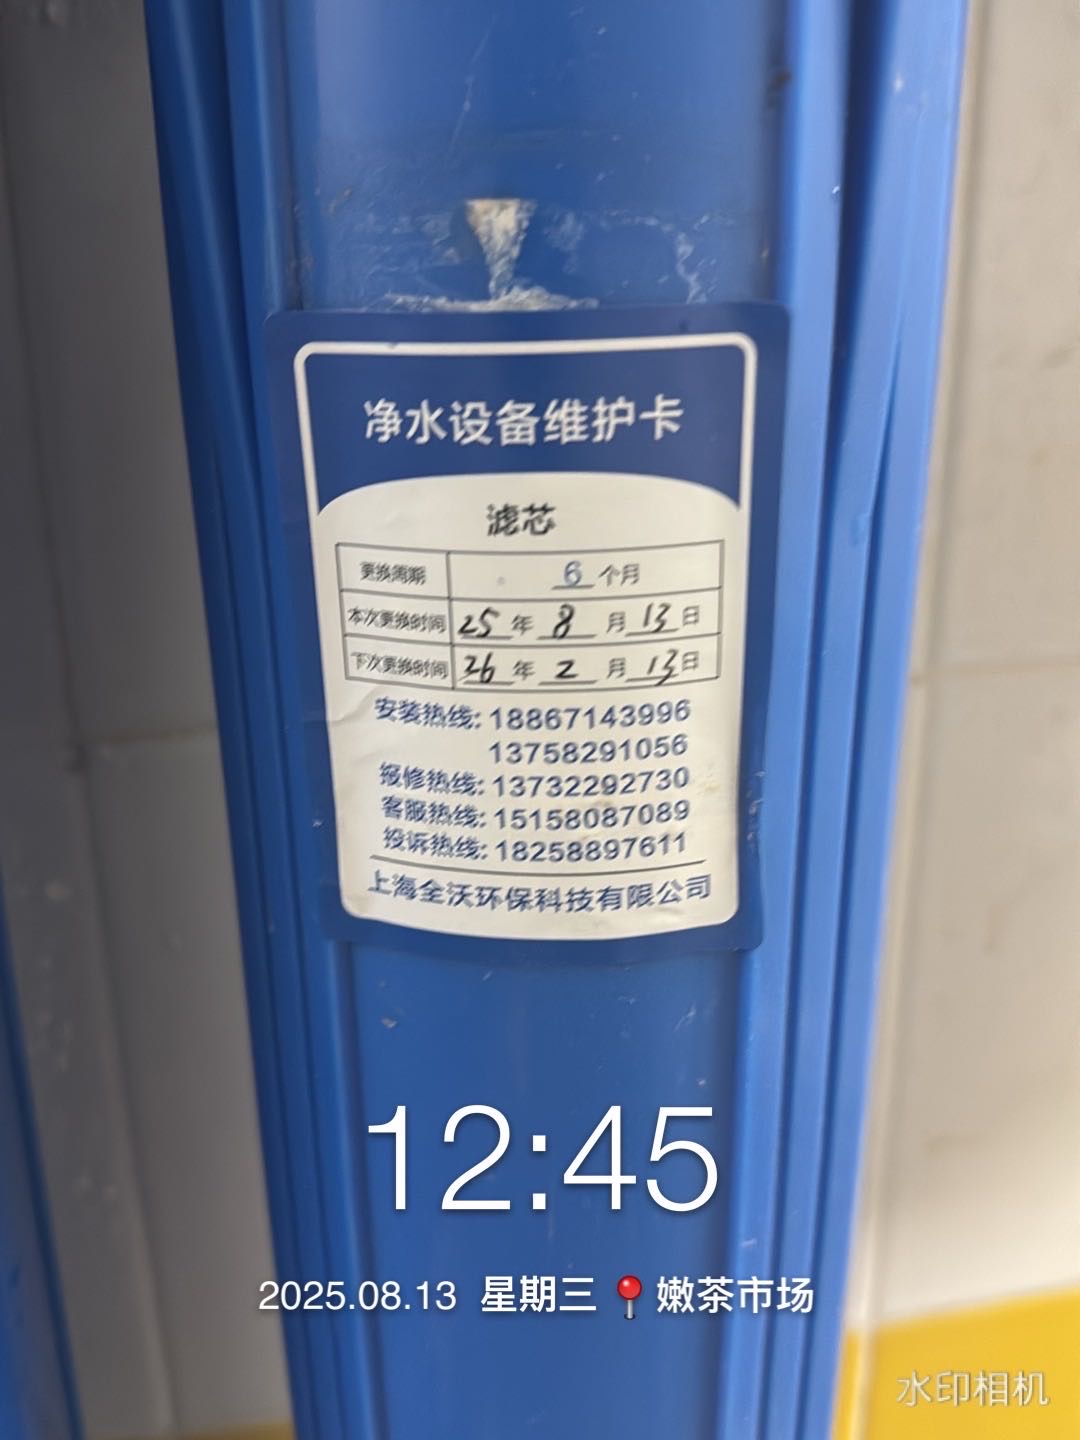 净水设备维护卡
滤芯
更换周期 6 个月
本次更换时间 25 年 8 月 13 日
下次更换时间 26 年 2 月 13 日
安装热线: 18867143996
13758291056
报修热线: 13732292730
客服热线: 15158087089
投诉热线: 18258897611
上海全沃环保科技有限公司
12:45
2025.08.13 星期三 嫩茶市场
水印相机